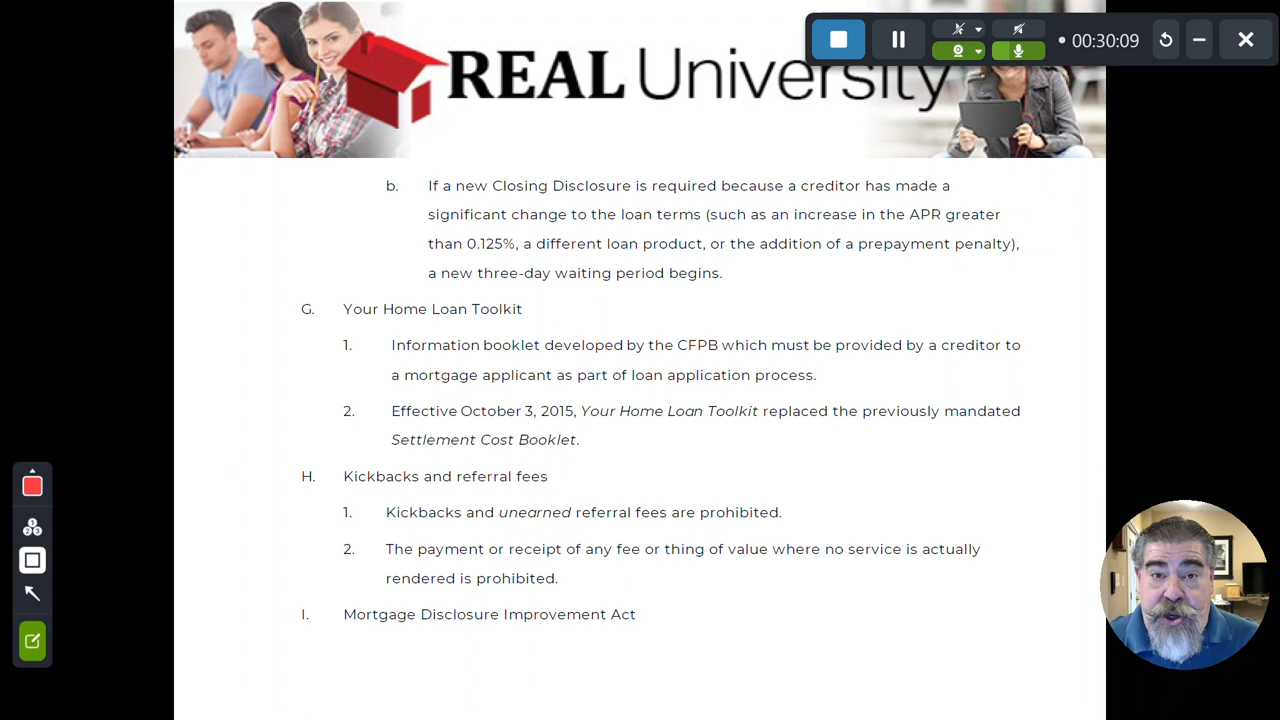 REAL University
00:30:09
b. If a new Closing Disclosure is required because a creditor has made a
significant change to the loan terms (such as an increase in the APR greater
than 0.125%, a different loan product, or the addition of a prepayment penalty),
a new three-day waiting period begins.
G. Your Home Loan Toolkit
1. Information booklet developed by the CFPB which must be provided by a creditor to
a mortgage applicant as part of loan application process.
2. Effective October 3, 2015, Your Home Loan Toolkit replaced the previously mandated
Settlement Cost Booklet.
H. Kickbacks and referral fees
1. Kickbacks and unearned referral fees are prohibited.
2. The payment or receipt of any fee or thing of value where no service is actually
rendered is prohibited.
I. Mortgage Disclosure Improvement Act